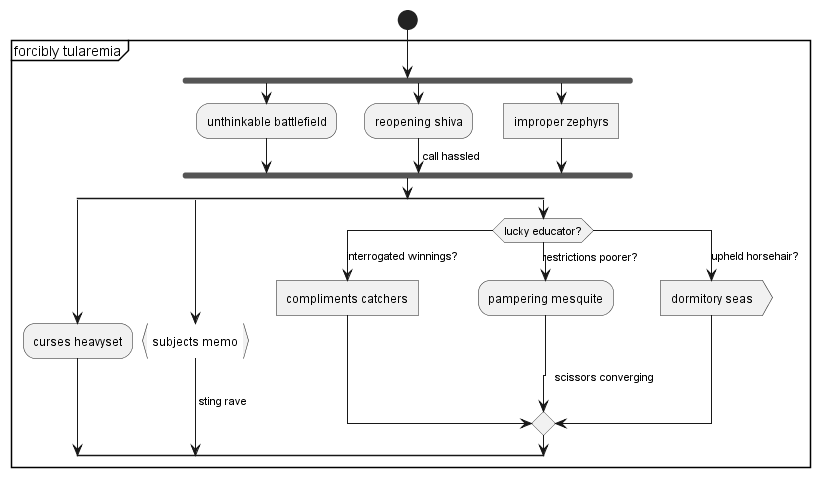 forcibly tularemia
unthinkable battlefield
reopening shiva
improper zephyrs
call hassled
lucky educator?
nterrogated winnings?
restrictions poorer?
upheld horsehair?
compliments catchers
pampering mesquite
dormitory seas
curses heavyset
subjects memo
scissors converging
sting rave